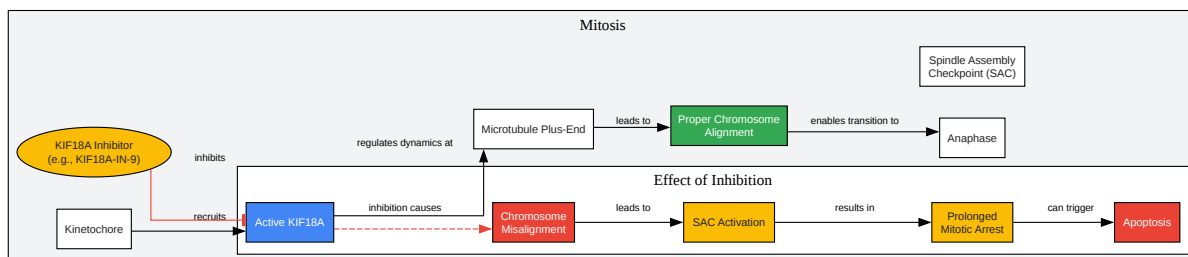 Mitosis
Spindle Assembly
Checkpoint (SAC)
Microtubule Plus-End
leads to
Proper Chromosome
Alignment
enables transition to
Anaphase
KIF18A Inhibitor
(e.g., KIF18A-IN-9)
inhibits
regulates dynamics at
Effect of Inhibition
Kinetochore
recruits
Active KIF18A
inhibition causes
Chromosome
Misalignment
leads to
SAC Activation
results in
Prolonged
Mitotic Arrest
can trigger
Apoptosis